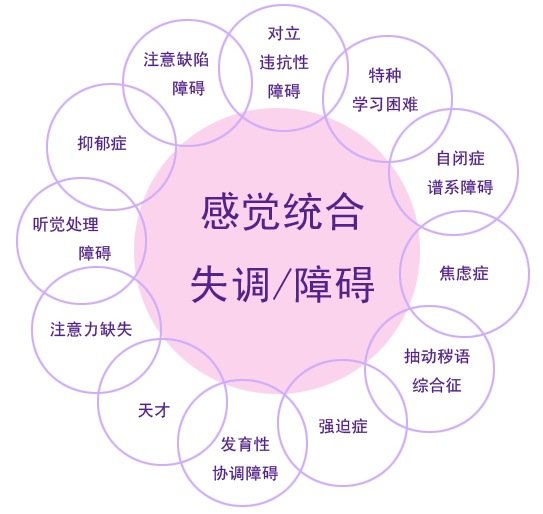 感觉统合
失调/障碍
对立
违抗性
障碍
特种
学习困难
自闭症
谱系障碍
焦虑症
抽动秽语
综合征
强迫症
发育性
协调障碍
天才
注意力缺失
听觉处理
障碍
抑郁症
注意缺陷
障碍